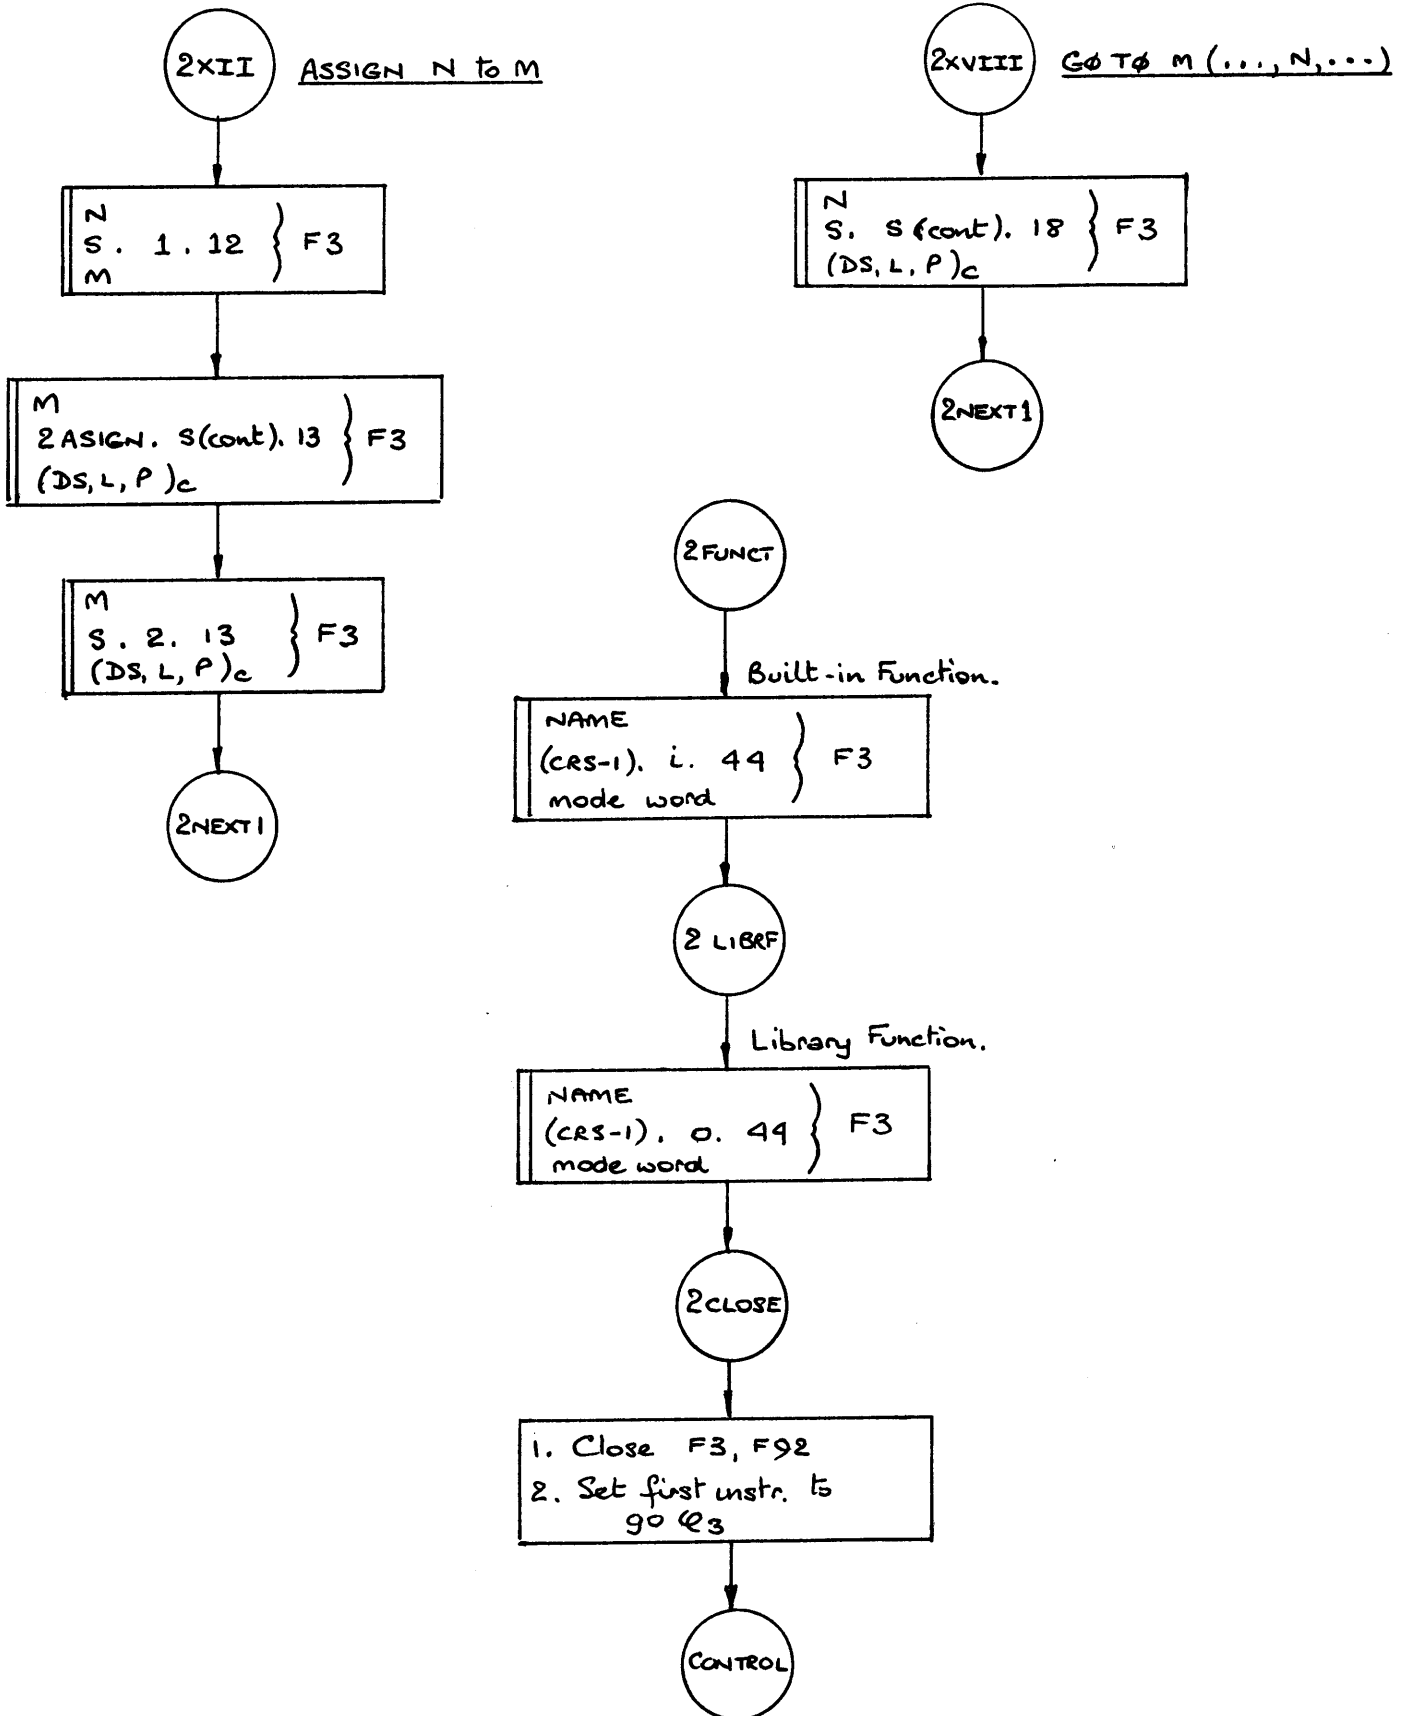 2XII
ASSIGN N to M
N
S . 1 . 12 } F3
M
M
2ASIGN. S(cont). 13 } F3
(DS, L, P)c
M
S . 2. 13 } F3
(DS, L, P)c
2NEXT1
2XVIII
GØ TØ M (..., N, ...)
N
S. S(cont). 18 } F3
(DS, L, P)c
2NEXT1
2FUNCT
Built-in Function.
NAME
(CRS-1). i. 44 } F3
mode word
2 LIBRF
Library Function.
NAME
(CRS-1). 0. 44 } F3
mode word
2CLOSE
1. Close F3, F92
2. Set first instr. to
go φ3
CONTROL